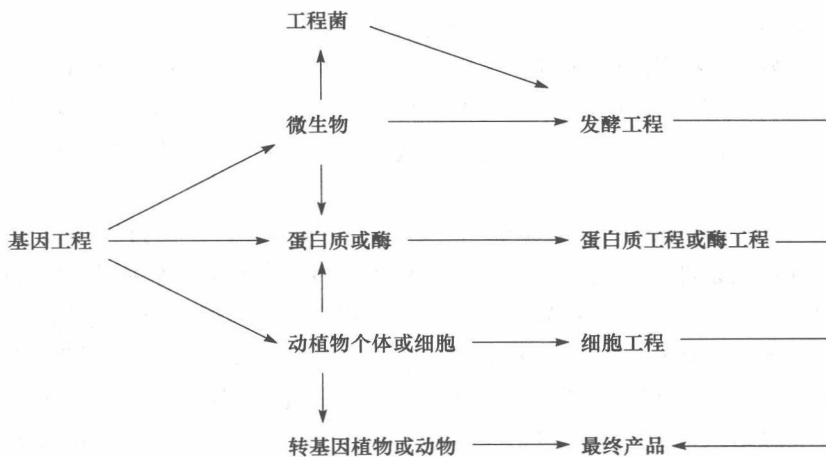 工程菌
微生物
发酵工程
基因工程
蛋白质或酶
蛋白质工程或酶工程
动植物个体或细胞
细胞工程
转基因植物或动物
最终产品